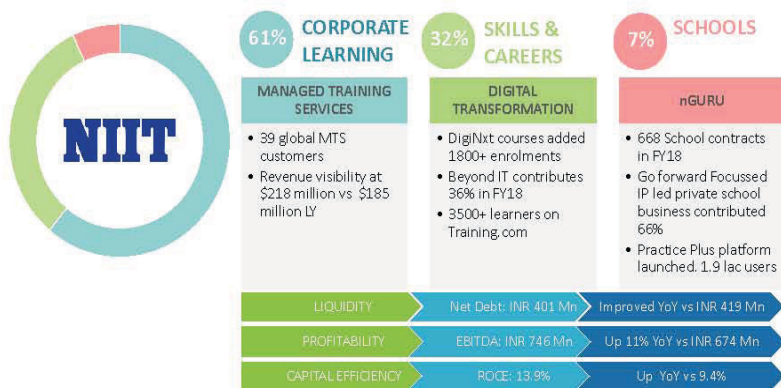 NIIT
61% CORPORATE
LEARNING
MANAGED TRAINING
SERVICES
• 39 global MTS
customers
• Revenue visibility at
$218 million vs $185
million LY
32% SKILLS &
CAREERS
DIGITAL
TRANSFORMATION
• DigiNxt courses added
1800+ enrolments
• Beyond IT contributes
36% in FY18
• 3500+ learners on
Training.com
7% SCHOOLS
nGURU
• 668 School contracts
in FY18
• Go forward Focussed
IP led private school
business contributed
66%
• Practice Plus platform
launched. 1.9 lac users
LIQUIDITY Net Debt: INR 401 Mn Improved YoY vs INR 419 Mn
PROFITABILITY EBITDA: INR 746 Mn Up 11% YoY vs INR 674 Mn
CAPITAL EFFICIENCY ROCE: 13.9% Up YoY vs 9.4%